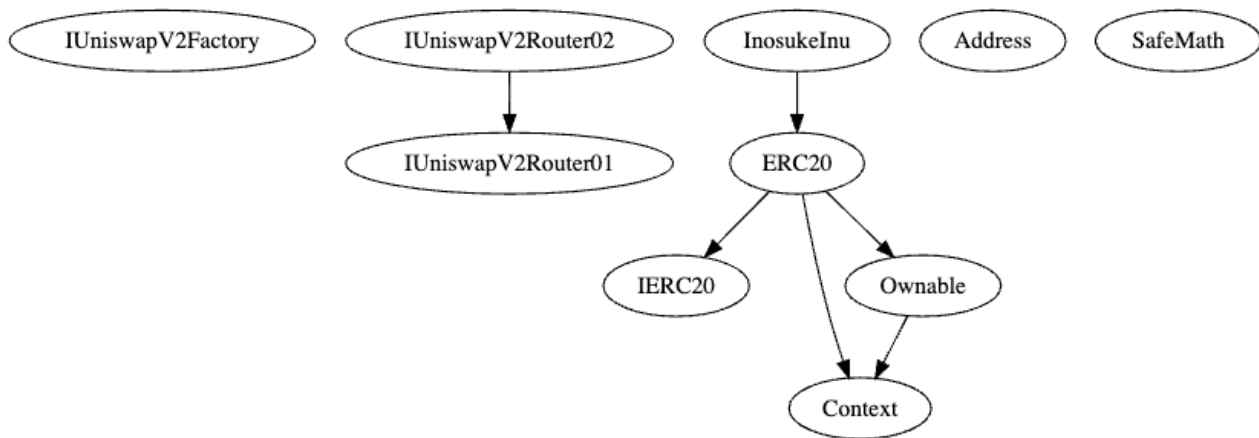 IUniswapV2Factory
IUniswapV2Router02
InosukeInu
Address
SafeMath
IUniswapV2Router01
ERC20
IERC20
Ownable
Context